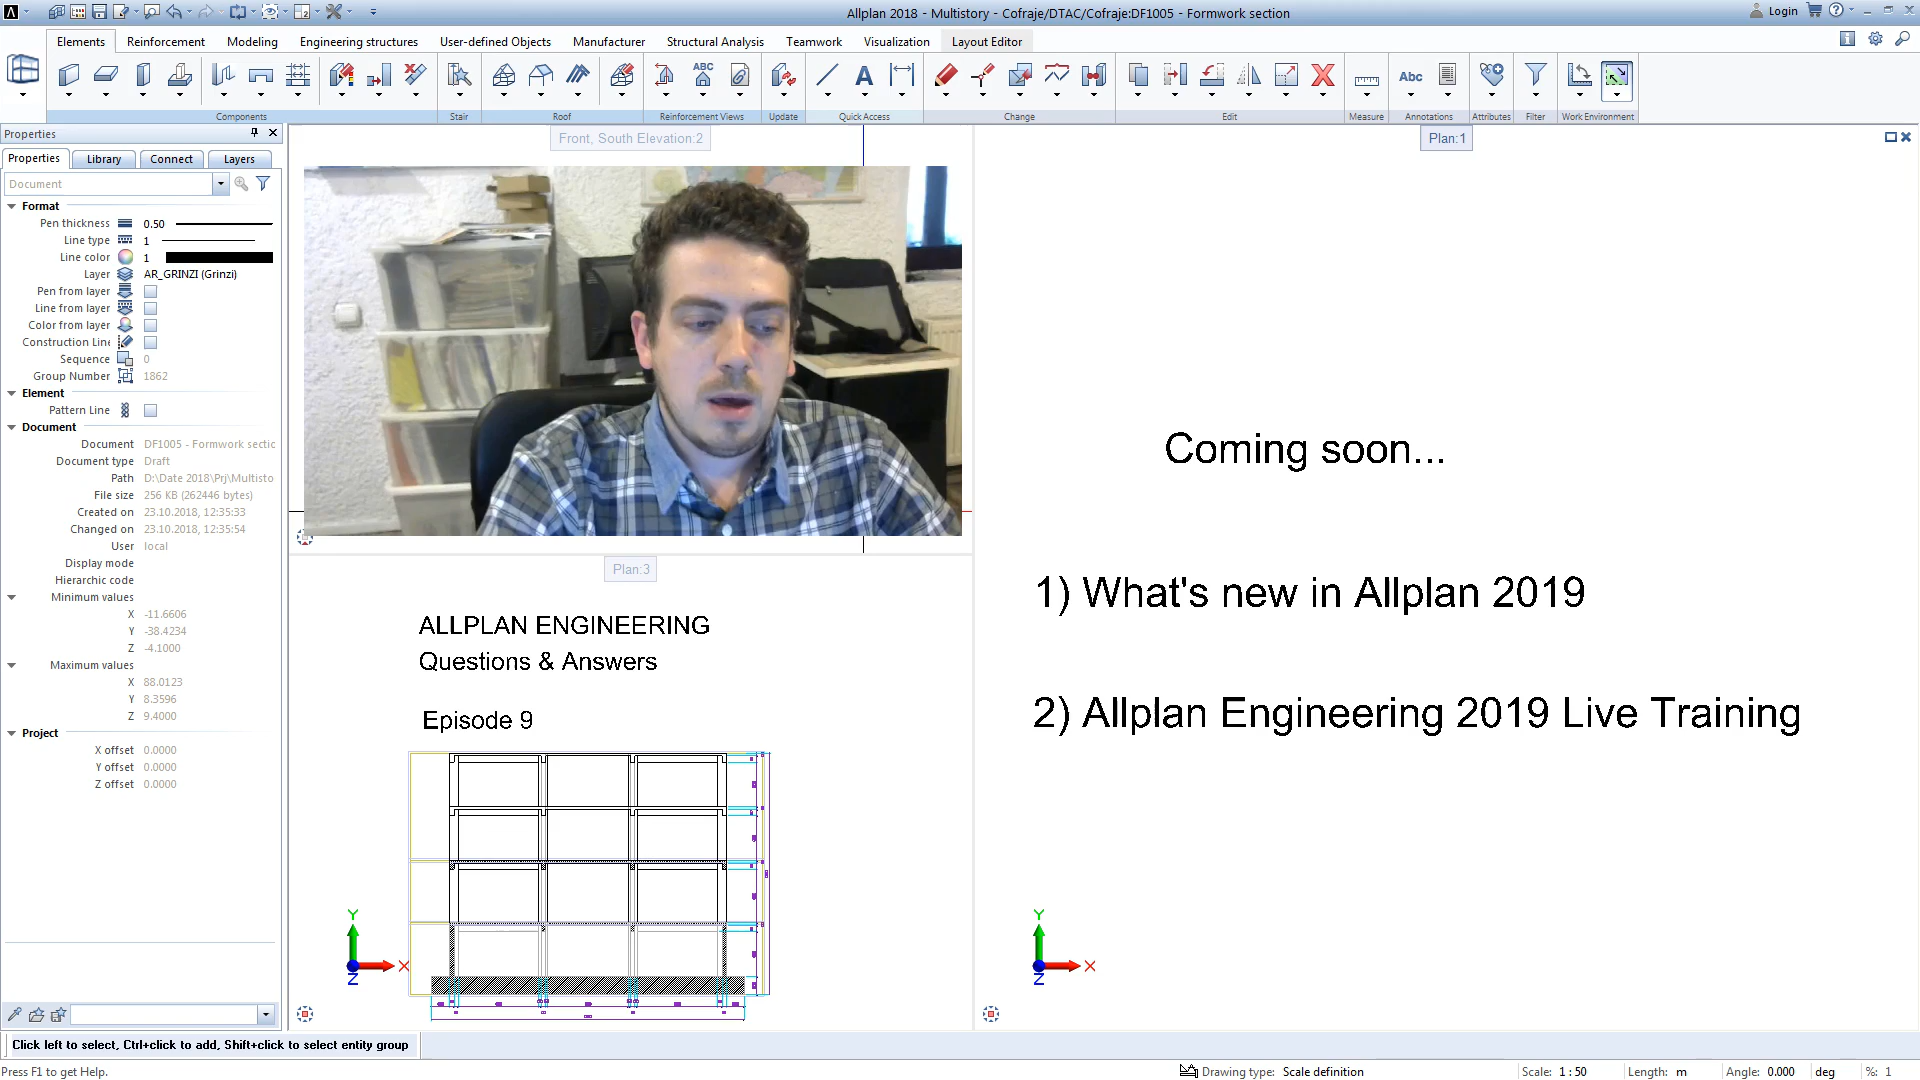 Allplan 2018 - Multistory - Cofraje/DTAC/Cofraje:DF1005 - Formwork section
Login
Elements Reinforcement Modeling Engineering structures User-defined Objects Manufacturer Structural Analysis Teamwork Visualization Layout Editor
ABC Abc
Components Stair Roof Reinforcement Views Update Quick Access Change Edit Measure Annotations Attributes Filter Work Environment
Properties
Properties Library Connect Layers
Document
Format
Pen thickness 0.50
Line type 1
Line color 1
Layer AR_GRINZI (Grinzi)
Pen from layer
Line from layer
Color from layer
Construction Line
Sequence 0
Group Number 1862
Element
Pattern Line
Document
Document DF1005 - Formwork sectic
Document type Draft
Path D:\Date 2018\Prj\Multisto
File size 256 KB (262446 bytes)
Created on 23.10.2018, 12:35:33
Changed on 23.10.2018, 12:35:54
User local
Display mode
Hierarchic code
Minimum values
X -11.6606
Y -38.4234
Z -4.1000
Maximum values
X 88.0123
Y 8.3596
Z 9.4000
Project
X offset 0.0000
Y offset 0.0000
Z offset 0.0000
Front, South Elevation:2
Plan:3
ALLPLAN ENGINEERING
Questions & Answers
Episode 9
Y
X
Z
Plan:1
Coming soon...
1) What's new in Allplan 2019
2) Allplan Engineering 2019 Live Training
Y
X
Z
Click left to select, Ctrl+click to add, Shift+click to select entity group
Press F1 to get Help.
Drawing type: Scale definition Scale: 1 : 50 Length: m Angle: 0.000 deg %: 1